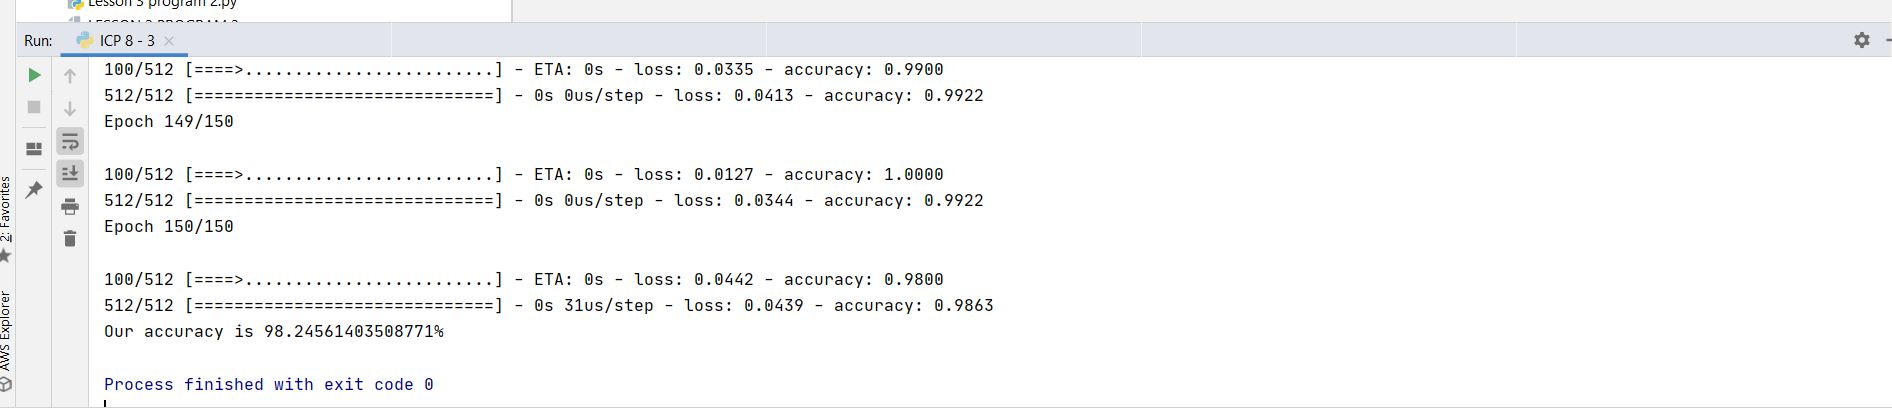 Lesson 3 program 2.py
LESSON 3 PROGRAM 2
Run: ICP 8 - 3
100/512 [====>.........................] - ETA: 0s - loss: 0.0335 - accuracy: 0.9900
512/512 [==============================] - 0s 0us/step - loss: 0.0413 - accuracy: 0.9922
Epoch 149/150
100/512 [====>.........................] - ETA: 0s - loss: 0.0127 - accuracy: 1.0000
512/512 [==============================] - 0s 0us/step - loss: 0.0344 - accuracy: 0.9922
Epoch 150/150
100/512 [====>.........................] - ETA: 0s - loss: 0.0442 - accuracy: 0.9800
512/512 [==============================] - 0s 31us/step - loss: 0.0439 - accuracy: 0.9863
Our accuracy is 98.24561403508771%
Process finished with exit code 0
2: Favorites
AWS Explorer